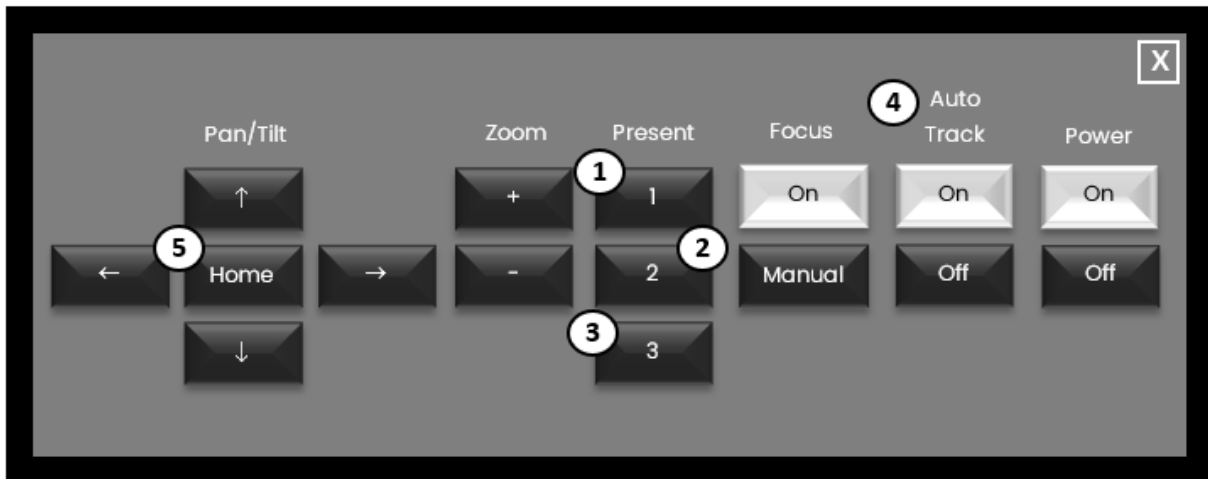 X
Auto
Pan/Tilt Zoom Present Focus 4 Track Power
1
↑ + 1 On On On
5 2
← Home → - 2 Manual Off Off
3
↓ 3